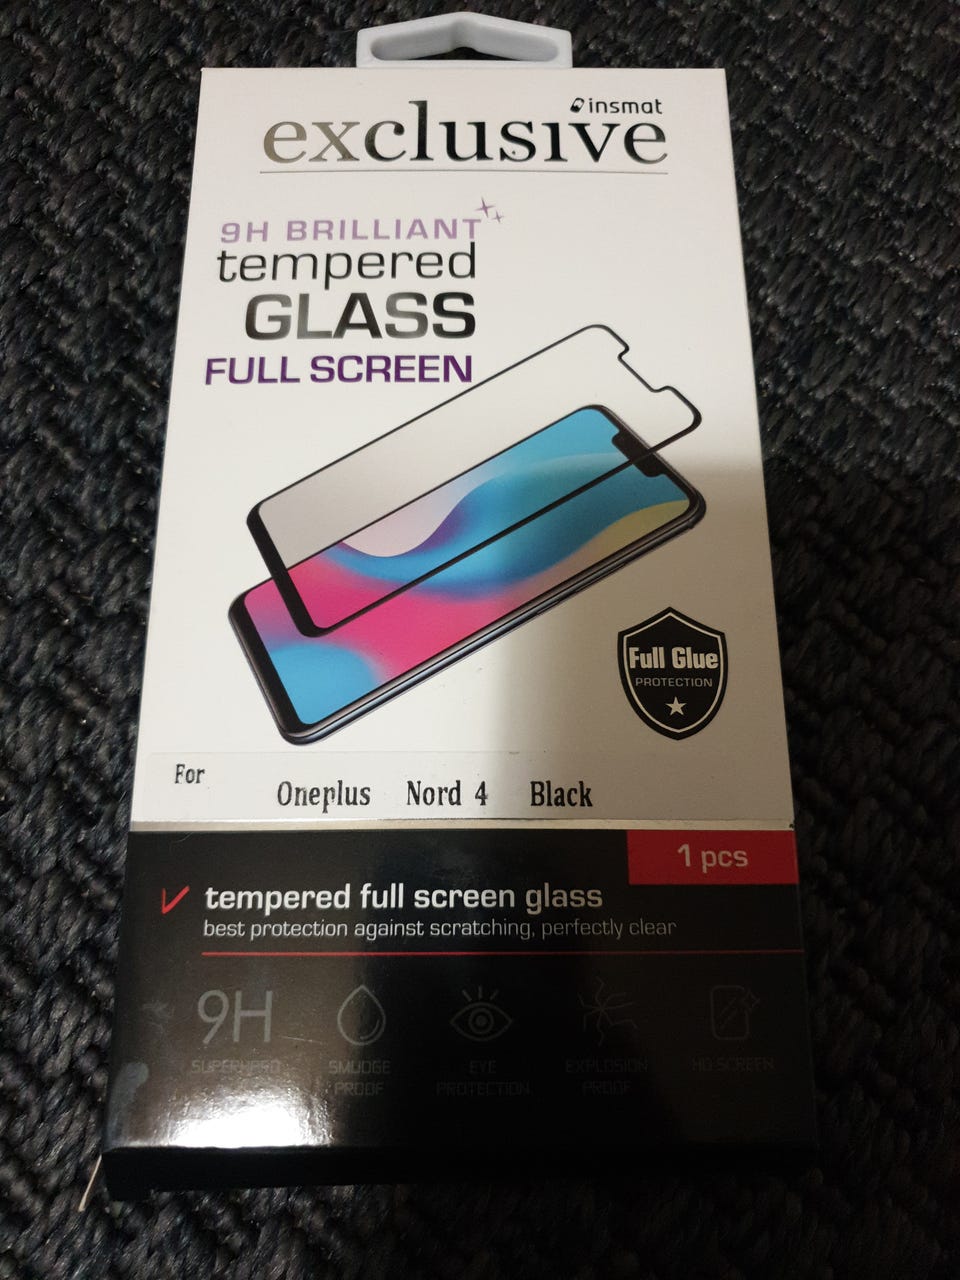 insmat
exclusive
9H BRILLIANT
tempered
GLASS
FULL SCREEN
Full Glue
PROTECTION
For
Oneplus Nord 4 Black
1 pcs
tempered full screen glass
best protection against scratching, perfectly clear
9H
SUPERHARD
SMUDGE
PROOF
EYE
PROTECTION
EXPLOSION
PROOF
HD SCREEN